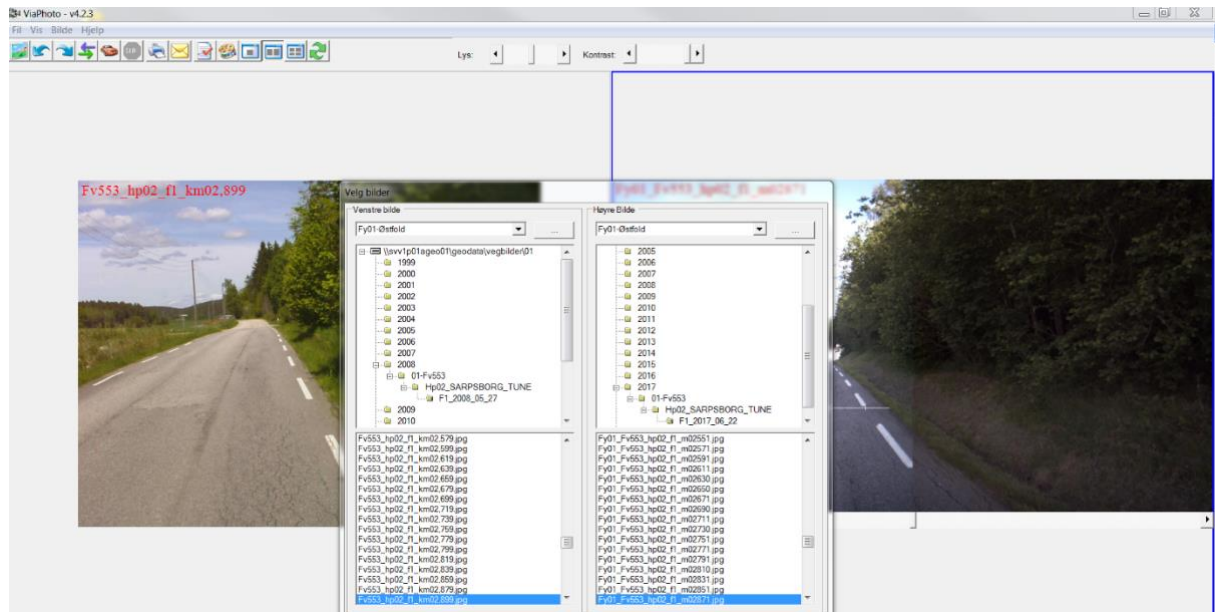 ViaPhoto - v4.2.3
Fil Vis Bilde Hjelp
Lys: Kontrast:
Fv553_hp02_f1_km02,899
Fy01_Fv553_hp02_f1_m02871
Velg bilder
Venstre bilde
Fy01-Østfold
...
\\svv1p01ageo01\geodata\vegbilder\01
1999
2000
2001
2002
2003
2004
2005
2006
2007
2008
01-Fv553
Hp02_SARPSBORG_TUNE
F1_2008_05_27
2009
2010
Fv553_hp02_f1_km02,579.jpg
Fv553_hp02_f1_km02,599.jpg
Fv553_hp02_f1_km02,619.jpg
Fv553_hp02_f1_km02,639.jpg
Fv553_hp02_f1_km02,659.jpg
Fv553_hp02_f1_km02,679.jpg
Fv553_hp02_f1_km02,699.jpg
Fv553_hp02_f1_km02,719.jpg
Fv553_hp02_f1_km02,739.jpg
Fv553_hp02_f1_km02,759.jpg
Fv553_hp02_f1_km02,779.jpg
Fv553_hp02_f1_km02,799.jpg
Fv553_hp02_f1_km02,819.jpg
Fv553_hp02_f1_km02,839.jpg
Fv553_hp02_f1_km02,859.jpg
Fv553_hp02_f1_km02,879.jpg
Fv553_hp02_f1_km02,899.jpg
Høyre Bilde
Fy01-Østfold
...
2005
2006
2007
2008
2009
2010
2011
2012
2013
2014
2015
2016
2017
01-Fv553
Hp02_SARPSBORG_TUNE
F1_2017_06_22
Fy01_Fv553_hp02_f1_m02551.jpg
Fy01_Fv553_hp02_f1_m02571.jpg
Fy01_Fv553_hp02_f1_m02591.jpg
Fy01_Fv553_hp02_f1_m02611.jpg
Fy01_Fv553_hp02_f1_m02630.jpg
Fy01_Fv553_hp02_f1_m02650.jpg
Fy01_Fv553_hp02_f1_m02671.jpg
Fy01_Fv553_hp02_f1_m02690.jpg
Fy01_Fv553_hp02_f1_m02711.jpg
Fy01_Fv553_hp02_f1_m02730.jpg
Fy01_Fv553_hp02_f1_m02751.jpg
Fy01_Fv553_hp02_f1_m02771.jpg
Fy01_Fv553_hp02_f1_m02791.jpg
Fy01_Fv553_hp02_f1_m02810.jpg
Fy01_Fv553_hp02_f1_m02831.jpg
Fy01_Fv553_hp02_f1_m02851.jpg
Fy01_Fv553_hp02_f1_m02871.jpg